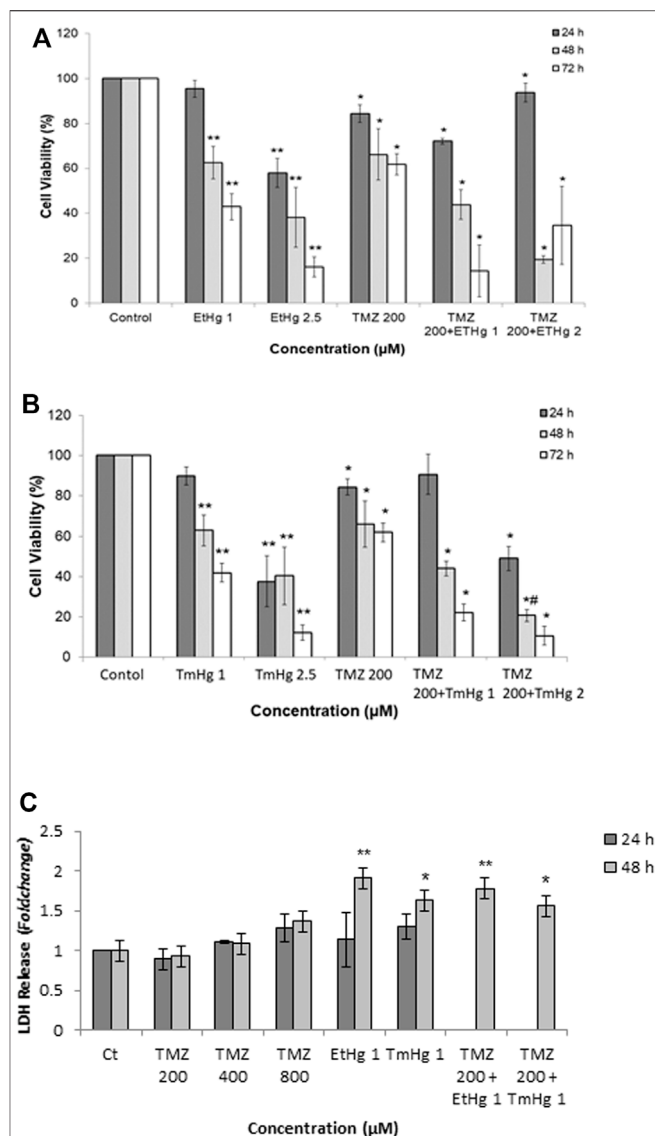 A
120
100
80
60
40
20
0
Cell Viability (%)
24 h
48 h
72 h
** ** ** ** ** * * * * * * * * *
Control EtHg 1 EtHg 2.5 TMZ 200 TMZ 200+ETHg 1 TMZ 200+ETHg 2
Concentration (µM)
B
120
100
80
60
40
20
0
Cell Viability (%)
24 h
48 h
72 h
** ** ** ** ** * * * * * * *# *
Contol TmHg 1 TmHg 2.5 TMZ 200 TMZ 200+TmHg 1 TMZ 200+TmHg 2
Concentration (µM)
C
2.5
2
1.5
1
0.5
0
LDH Release (Foldchange)
24 h
48 h
** * ** *
Ct TMZ 200 TMZ 400 TMZ 800 EtHg 1 TmHg 1 TMZ 200 + EtHg 1 TMZ 200 + TmHg 1
Concentration (µM)